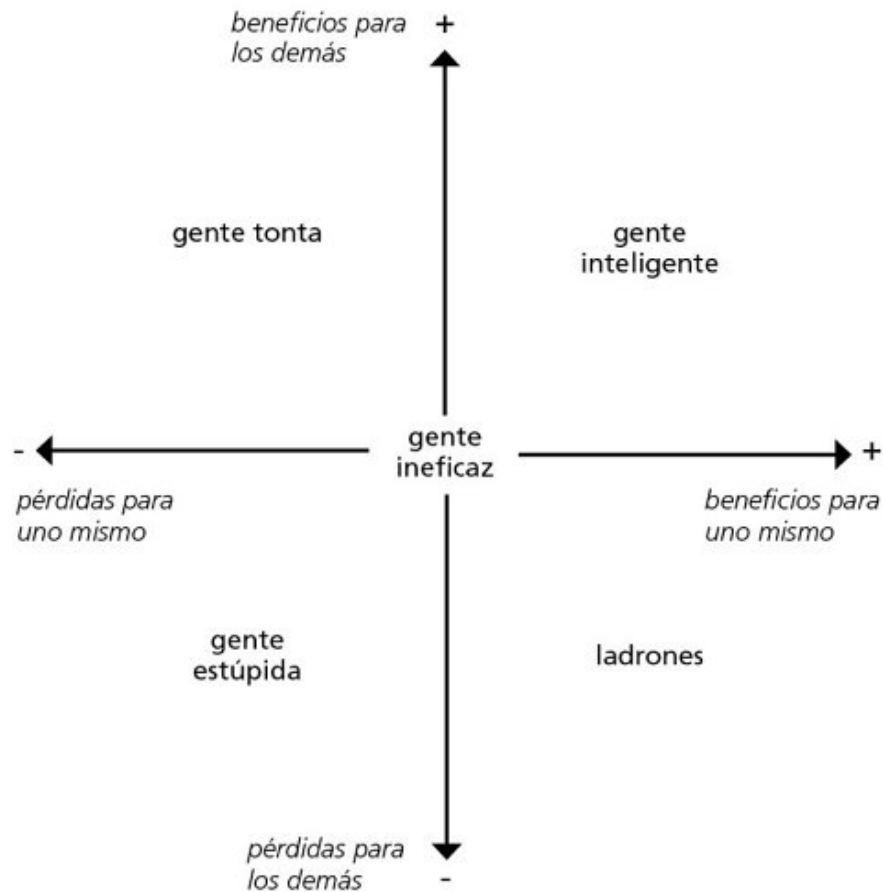 beneficios para
los demás
+
gente tonta
gente
inteligente
-
gente
ineficaz
+
pérdidas para
uno mismo
beneficios para
uno mismo
gente
estúpida
ladrones
pérdidas para
los demás
-